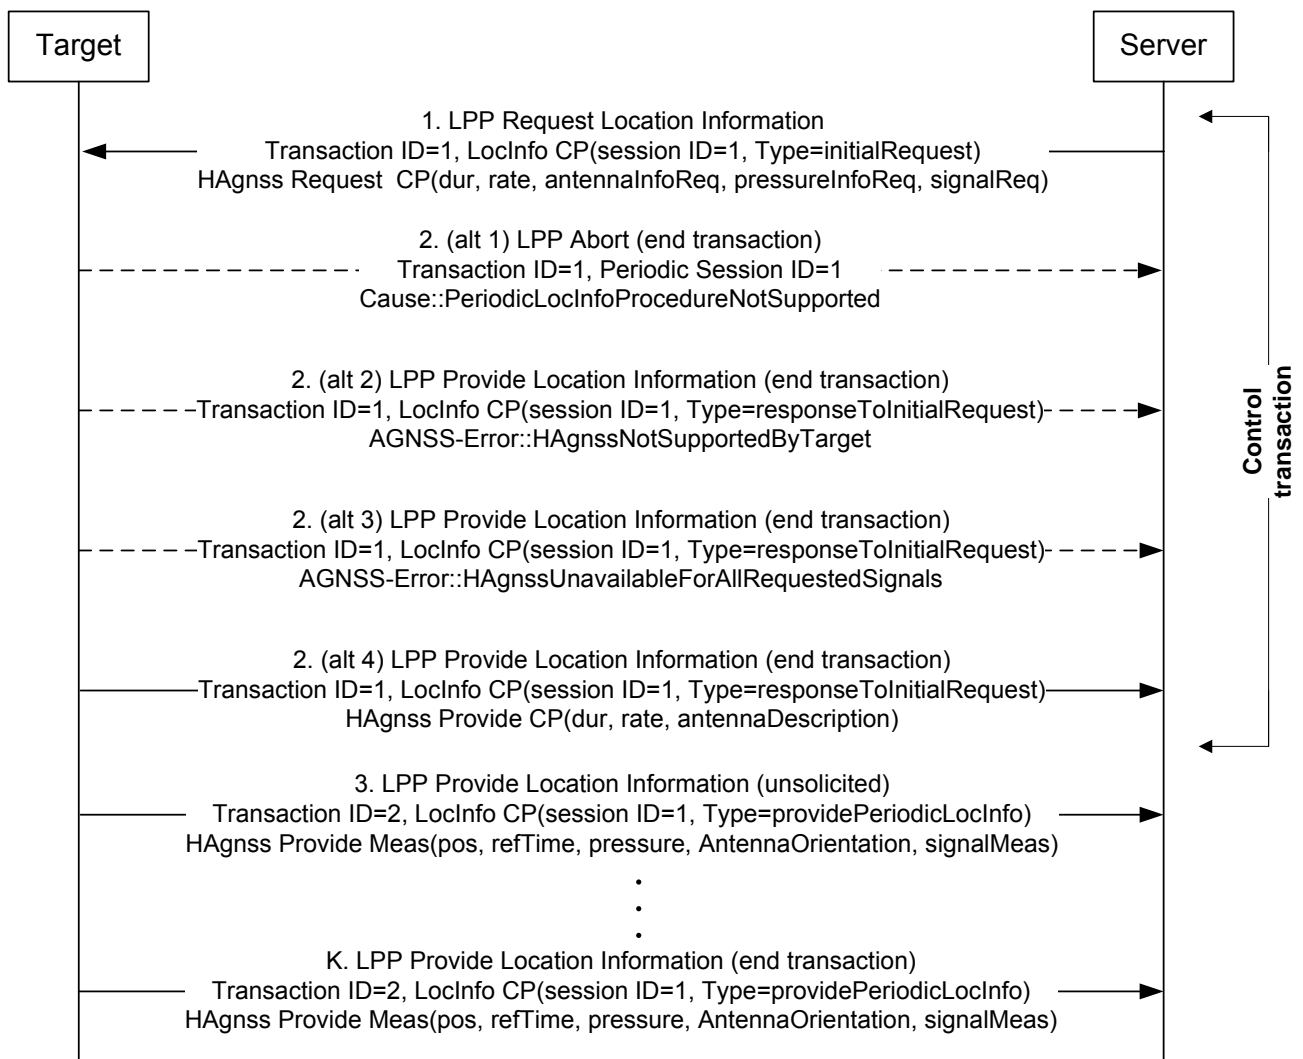 Target
Server
1. LPP Request Location Information
Transaction ID=1, LocInfo CP(session ID=1, Type=initialRequest)
HAgnss Request  CP(dur, rate, antennaInfoReq, pressureInfoReq, signalReq)
2. (alt 1) LPP Abort (end transaction)
Transaction ID=1, Periodic Session ID=1
Cause::PeriodicLocInfoProcedureNotSupported
2. (alt 2) LPP Provide Location Information (end transaction)
Transaction ID=1, LocInfo CP(session ID=1, Type=responseToInitialRequest)
AGNSS-Error::HAgnssNotSupportedByTarget
Control
transaction
2. (alt 3) LPP Provide Location Information (end transaction)
Transaction ID=1, LocInfo CP(session ID=1, Type=responseToInitialRequest)
AGNSS-Error::HAgnssUnavailableForAllRequestedSignals
2. (alt 4) LPP Provide Location Information (end transaction)
Transaction ID=1, LocInfo CP(session ID=1, Type=responseToInitialRequest)
HAgnss Provide CP(dur, rate, antennaDescription)
3. LPP Provide Location Information (unsolicited)
Transaction ID=2, LocInfo CP(session ID=1, Type=providePeriodicLocInfo)
HAgnss Provide Meas(pos, refTime, pressure, AntennaOrientation, signalMeas)
.
.
.
K. LPP Provide Location Information (end transaction)
Transaction ID=2, LocInfo CP(session ID=1, Type=providePeriodicLocInfo)
HAgnss Provide Meas(pos, refTime, pressure, AntennaOrientation, signalMeas)